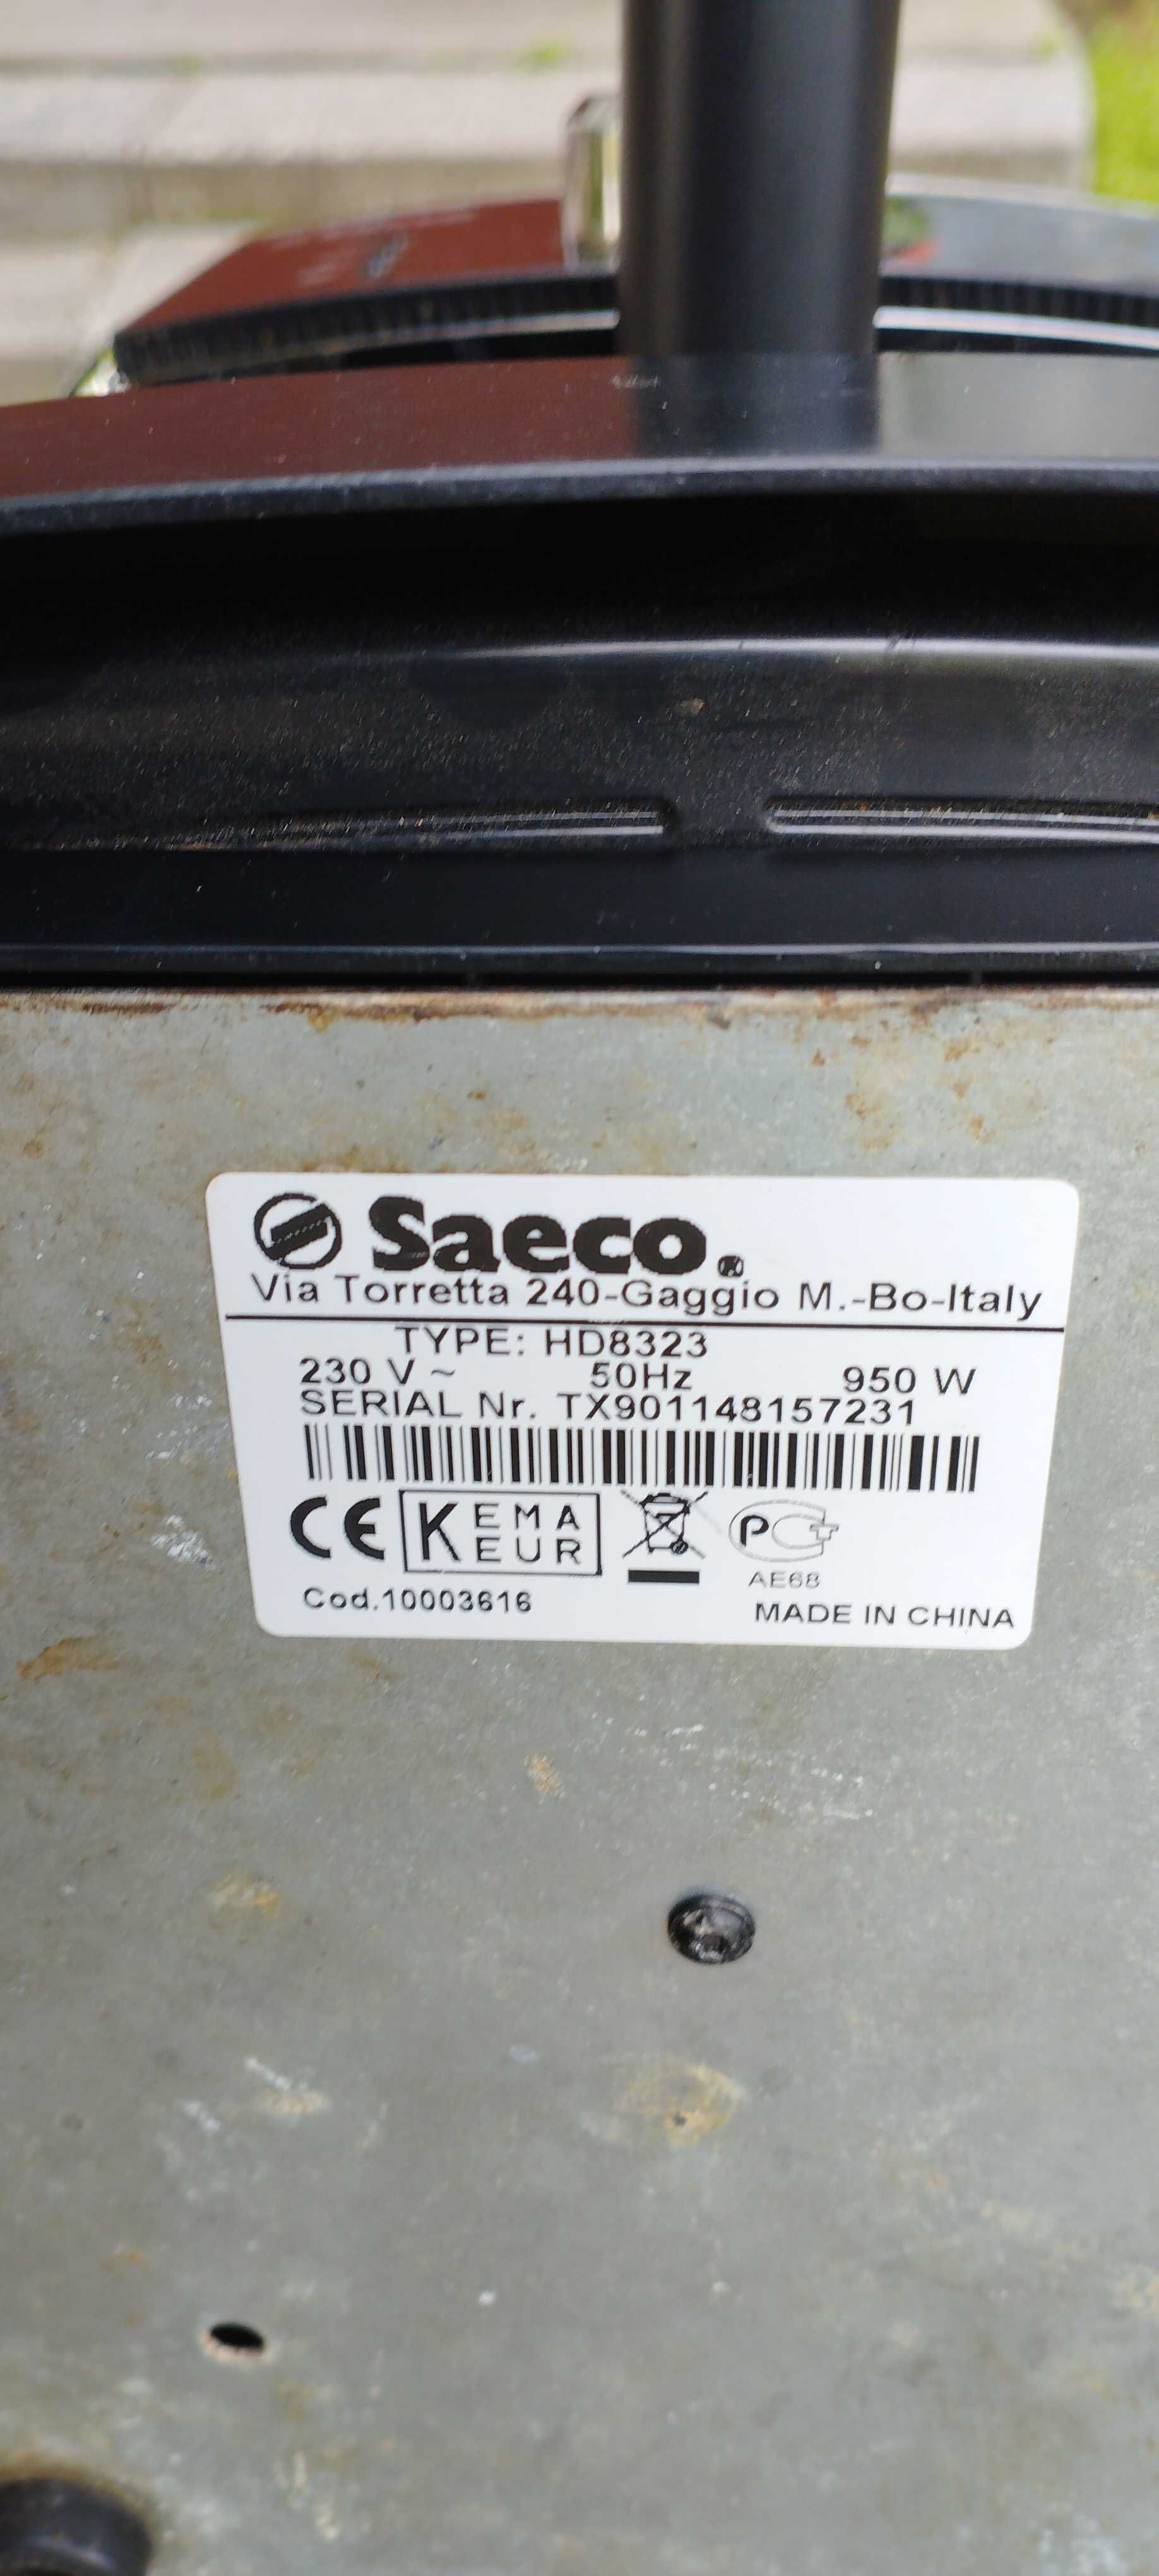 Saeco.®
Via Torretta 240-Gaggio M.-Bo-Italy
TYPE: HD8323
230 V ~ 50Hz 950 W
SERIAL Nr. TX901148157231
CE KEMA EUR PCT
AE68
Cod.10003616
MADE IN CHINA